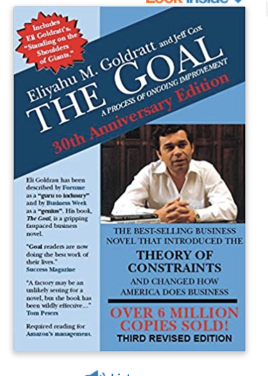 Look Inside
Includes
Eli Goldratt's,
"Standing on the
Shoulders
of Giants."
Eliyahu M. Goldratt and Jeff Cox
THE GOAL
A PROCESS OF ONGOING IMPROVEMENT
30th Anniversary Edition
Eli Goldratt has been
described by Fortune
as a "guru to industry"
and by Business Week
as a "genius". His book,
The Goal, is a gripping
fastpaced business
novel.
"Goal readers are now
doing the best work of
their lives."
Success Magazine
"A factory may be an
unlikely setting for a
novel, but the book has
been wildly effective..."
Tom Peters
Required reading for
Amazon's management.
THE BEST-SELLING BUSINESS
NOVEL THAT INTRODUCED THE
THEORY OF
CONSTRAINTS
AND CHANGED HOW
AMERICA DOES BUSINESS
OVER 6 MILLION
COPIES SOLD!
THIRD REVISED EDITION